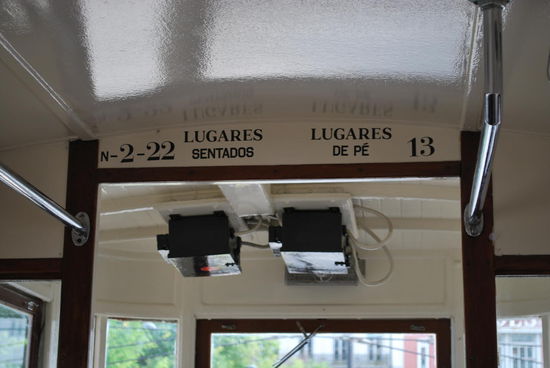 N-2-22 LUGARES SENTADOS
LUGARES DE PÉ 13